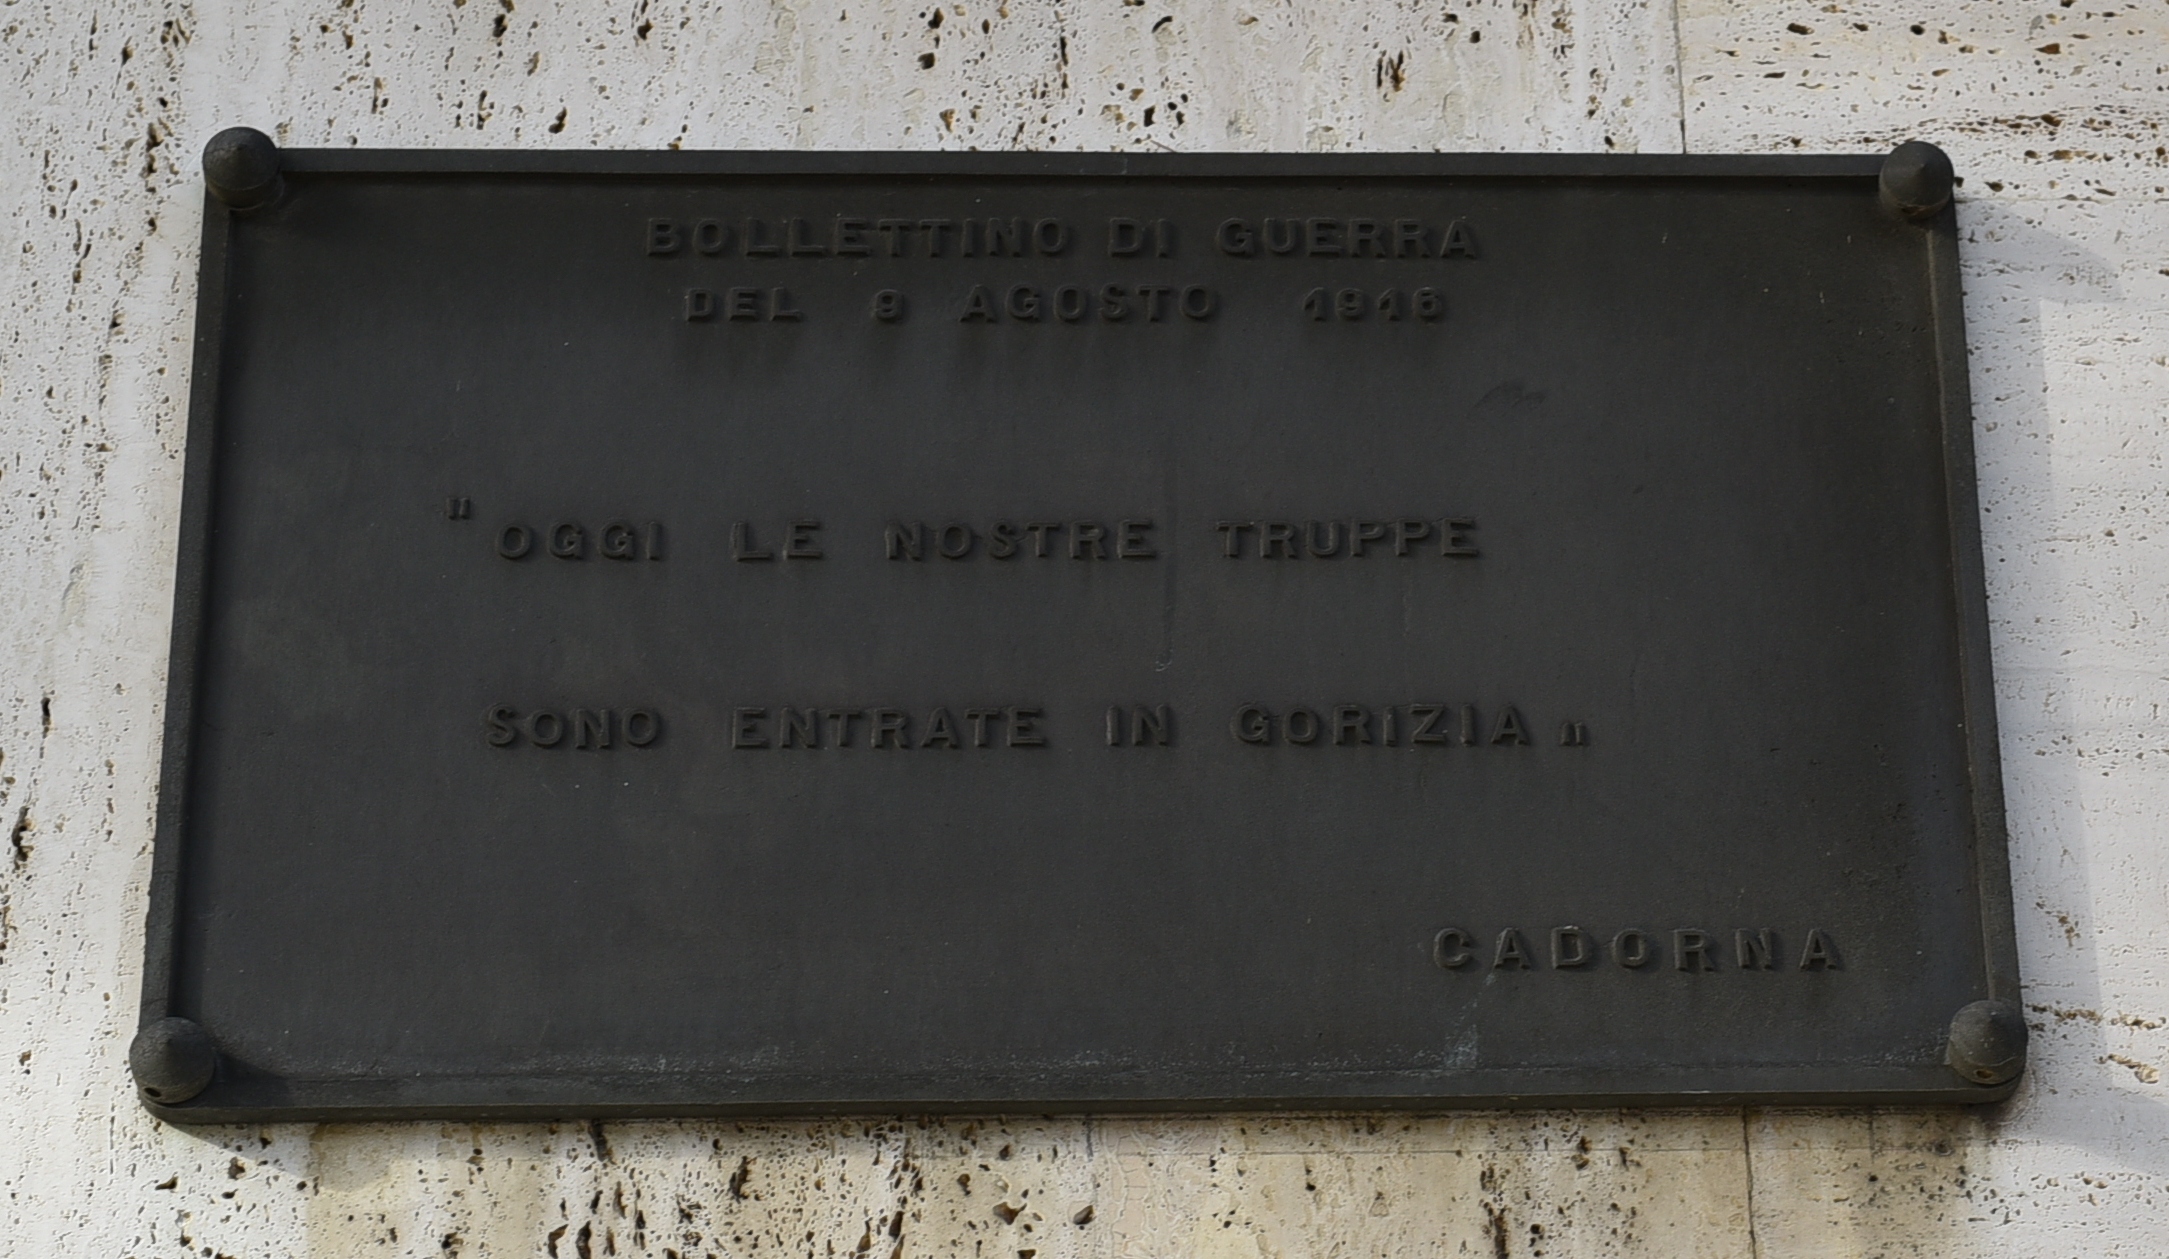 BOLLETTINO DI GUERRA
DEL 9 AGOSTO 1916
"OGGI LE NOSTRE TRUPPE
SONO ENTRATE IN GORIZIA"
CADORNA